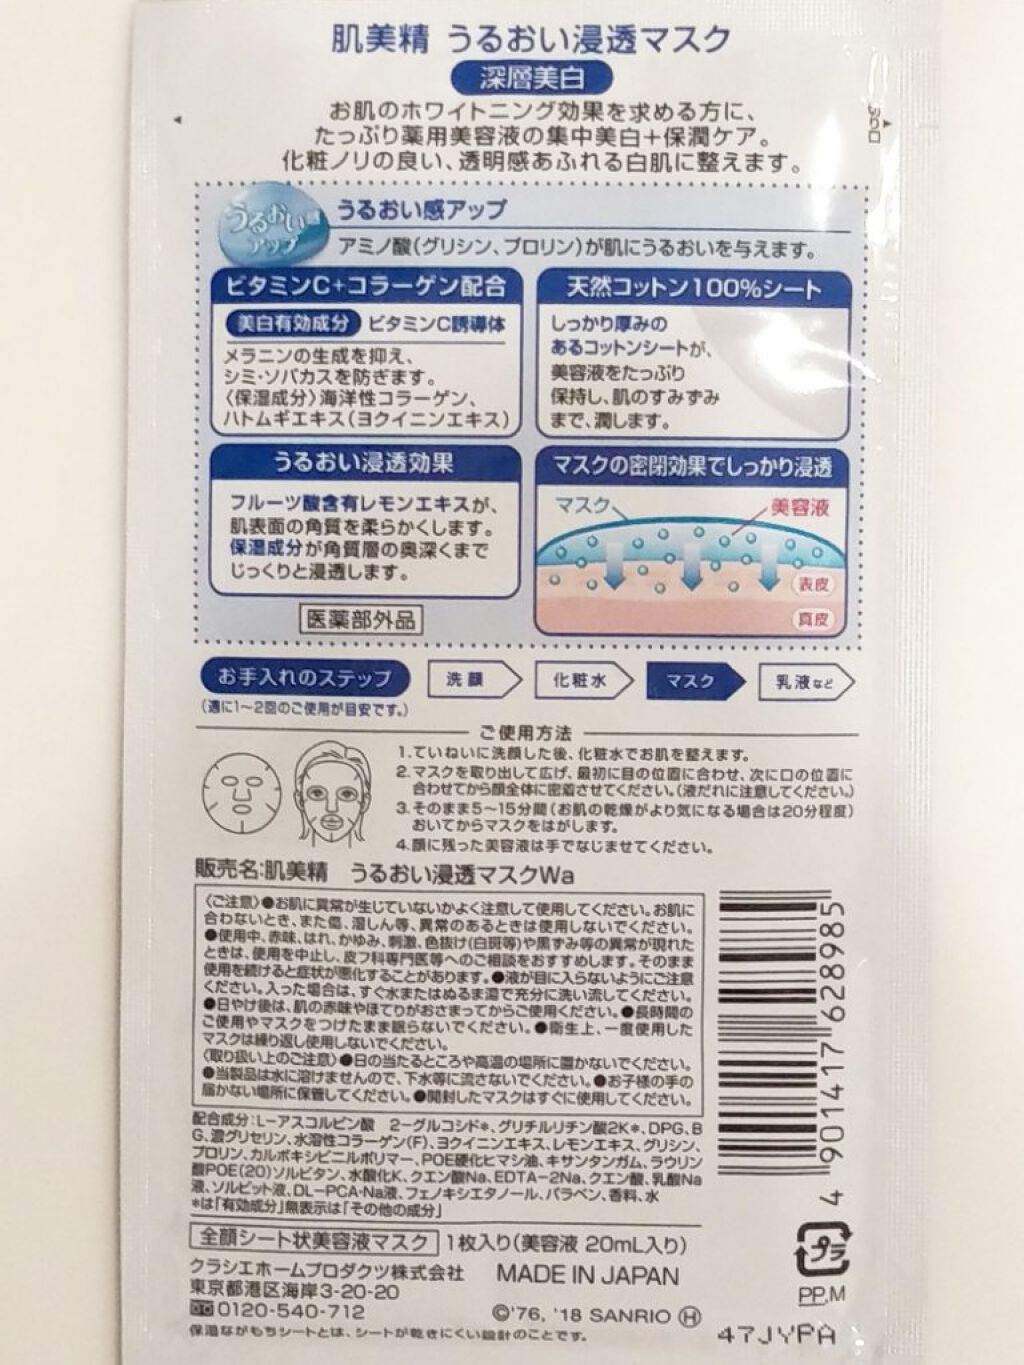 肌美精 うるおい浸透マスク
深層美白
お肌のホワイトニング効果を求める方に、
たっぷり薬用美容液の集中美白+保潤ケア。
化粧ノリの良い、透明感あふれる白肌に整えます。
切り口
うるおい感
アップ
うるおい感アップ
アミノ酸(グリシン、プロリン)が肌にうるおいを与えます。
ビタミンC+コラーゲン配合
美白有効成分 ビタミンC誘導体
メラニンの生成を抑え、
シミ・ソバカスを防ぎます。
〈保湿成分〉海洋性コラーゲン、
ハトムギエキス(ヨクイニンエキス)
天然コットン100%シート
しっかり厚みの
あるコットンシートが、
美容液をたっぷり
保持し、肌のすみずみ
まで、潤します。
うるおい浸透効果
フルーツ酸含有レモンエキスが、
肌表面の角質を柔らかくします。
保湿成分が角質層の奥深くまで
じっくりと浸透します。
医薬部外品
マスクの密閉効果でしっかり浸透
マスク
美容液
表皮
真皮
お手入れのステップ
洗顔
化粧水
マスク
乳液など
(週に1〜2回のご使用が目安です。)
ご使用方法
1.ていねいに洗顔した後、化粧水でお肌を整えます。
2.マスクを取り出して広げ、最初に目の位置に合わせ、次に口の位置に
合わせてから顔全体に密着させてください。(液だれに注意してください。)
3.そのまま5〜15分間(お肌の乾燥がより気になる場合は20分程度)
おいてからマスクをはがします。
4.顔に残った美容液は手でなじませてください。
販売名:肌美精 うるおい浸透マスクWa
〈ご注意〉●お肌に異常が生じていないかよく注意して使用してください。お肌に
合わないとき、また傷、湿しん等、異常のあるときは使用しないでください。
●使用中、赤味、はれ、かゆみ、刺激、色抜け(白斑等)や黒ずみ等の異常が現れた
ときは、使用を中止し、皮フ科専門医等へのご相談をおすすめします。そのまま
使用を続けると症状が悪化することがあります。●液が目に入らないようにご注意
ください。入った場合は、すぐ水またはぬるま湯で充分に洗い流してください。
●日やけ後は、肌の赤味やほてりがおさまってからご使用ください。●長時間の
ご使用やマスクをつけたまま眠らないでください。●衛生上、一度使用した
マスクは繰り返し使用しないでください。
〈取り扱い上のご注意〉●日の当たるところや高温の場所に置かないでください。
●当製品は水に溶けませんので、下水等に流さないでください。●お子様の手の
届かない場所に保管してください。●開封したマスクはすぐに使用してください。
配合成分:L-アスコルビン酸 2-グルコシド*、グリチルリチン酸2K*、DPG、B
G、濃グリセリン、水溶性コラーゲン(F)、ヨクイニンエキス、レモンエキス、グリシン、
プロリン、カルボキシビニルポリマー、POE硬化ヒマシ油、キサンタンガム、ラウリン
酸POE(20)ソルビタン、水酸化K、クエン酸Na、EDTA-2Na、クエン酸、乳酸Na
液、ソルビット液、DL-PCA・Na液、フェノキシエタノール、パラベン、香料、水
*は「有効成分」無表示は「その他の成分」
全顔シート状美容液マスク 1枚入り(美容液 20mL入り)
クラシエホームプロダクツ株式会社 MADE IN JAPAN
東京都港区海岸3-20-20
0120-540-712 ©'76, '18 SANRIO Ⓗ
保湿ながもちシートとは、シートが乾きにくい設計のことです。
4 901417 628985
プラ
PP,M
47JYPA